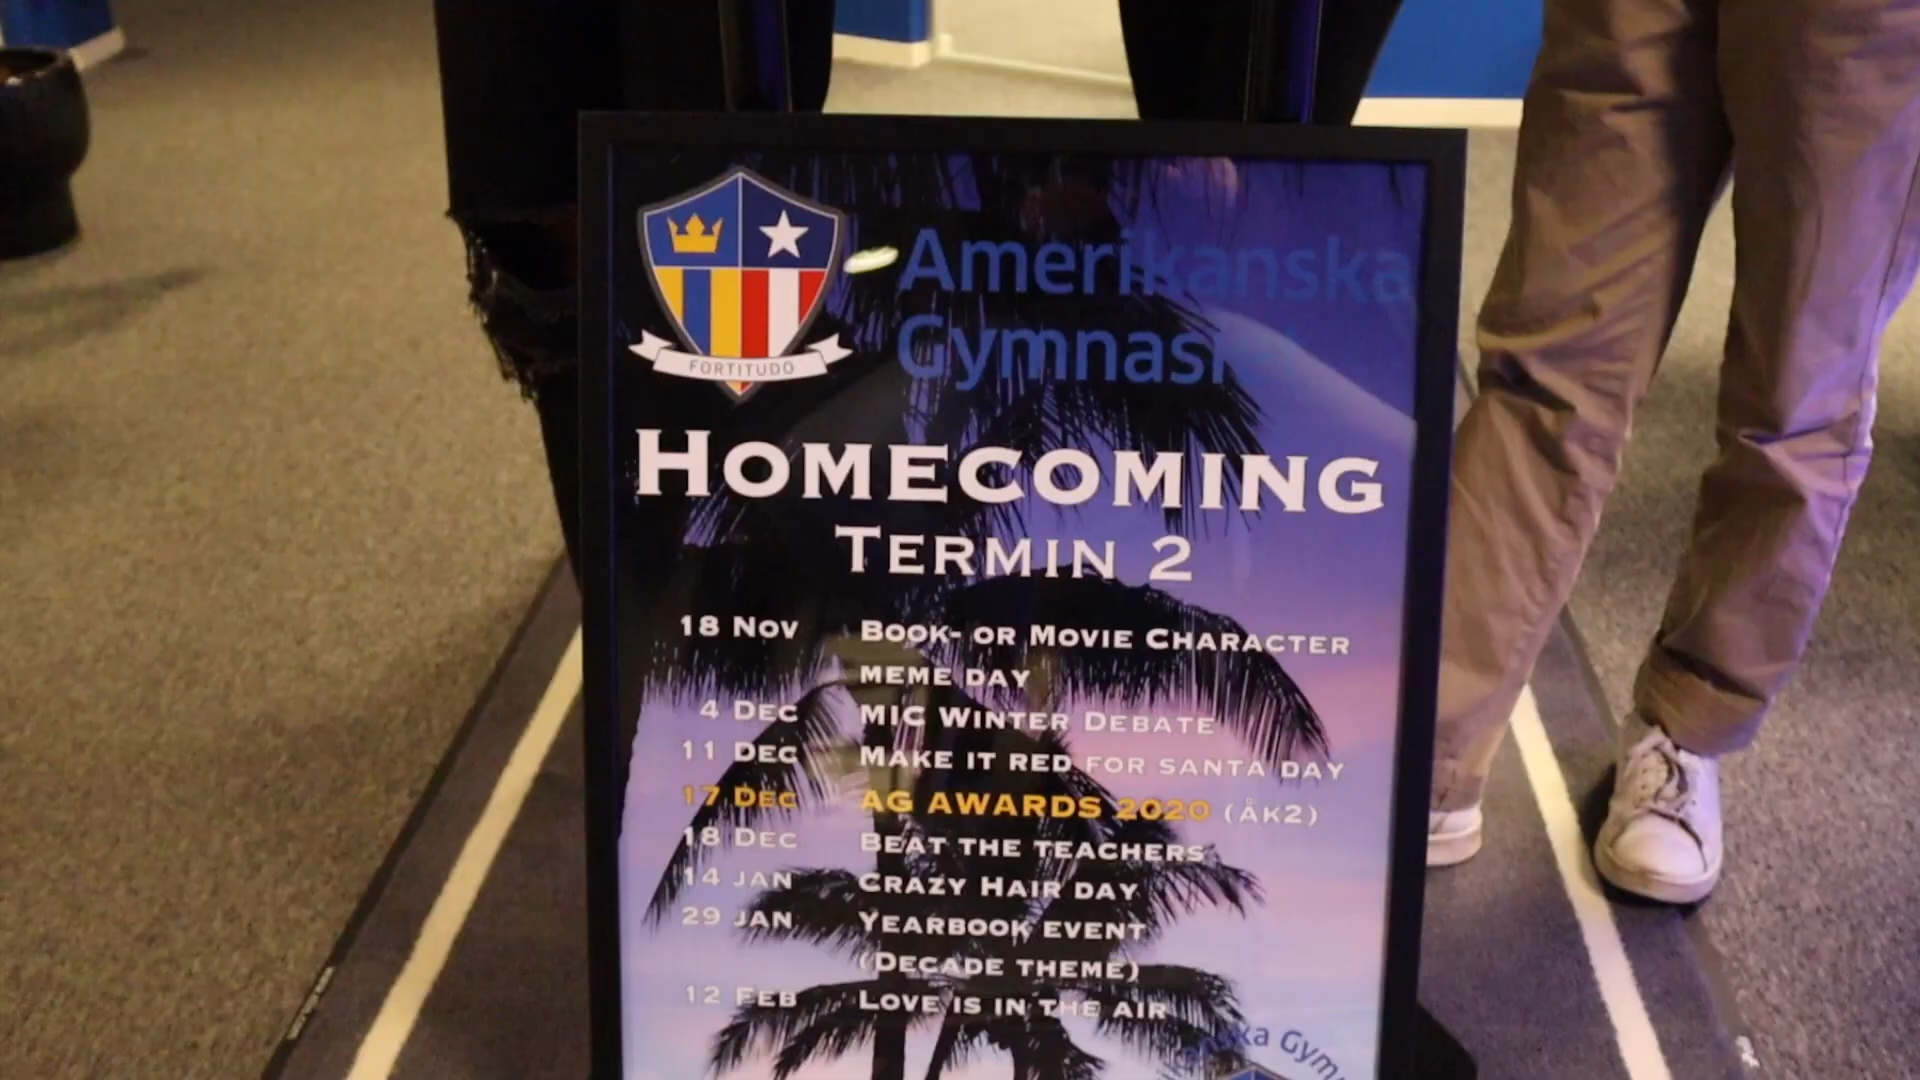 FORTITUDO
Amerikanska
Gymnasi
HOMECOMING
TERMIN 2
18 NOV BOOK- OR MOVIE CHARACTER
MEME DAY
4 DEC MIC WINTER DEBATE
11 DEC MAKE IT RED FOR SANTA DAY
17 DEC AG AWARDS 2020 (ÅK2)
18 DEC BEAT THE TEACHERS
14 JAN CRAZY HAIR DAY
29 JAN YEARBOOK EVENT
(DECADE THEME)
12 FEB LOVE IS IN THE AIR